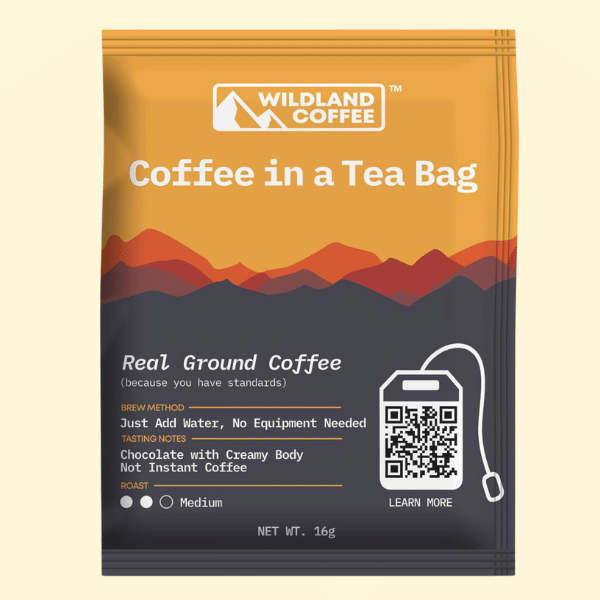 WILDLAND
COFFEE
™
Coffee in a Tea Bag
Real Ground Coffee
(because you have standards)
BREW METHOD
Just Add Water, No Equipment Needed
TASTING NOTES
Chocolate with Creamy Body
Not Instant Coffee
ROAST
Medium
LEARN MORE
NET WT. 16g